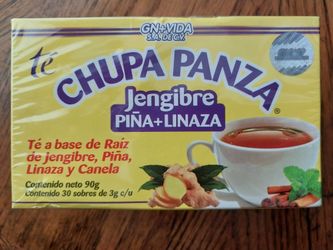 GN+VIDA
S.A. DE C.V.
té
CHUPA PANZA®
Jengibre
PIÑA+LINAZA
Té a base de Raíz
de jengibre, Piña,
Linaza y Canela
Contenido neto 90g
Contenido 30 sobres de 3g c/u